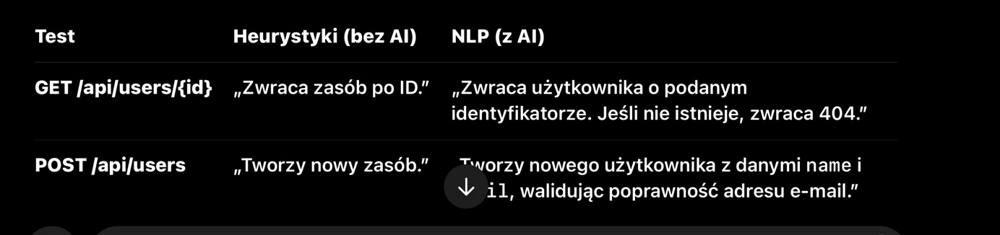 Test Heurystyki (bez AI) NLP (z AI)
GET /api/users/{id} „Zwraca zasób po ID.” „Zwraca użytkownika o podanym
identyfikatorze. Jeśli nie istnieje, zwraca 404.”
POST /api/users „Tworzy nowy zasób.” Tworzy nowego użytkownika z danymi name i
il, walidując poprawność adresu e-mail.”